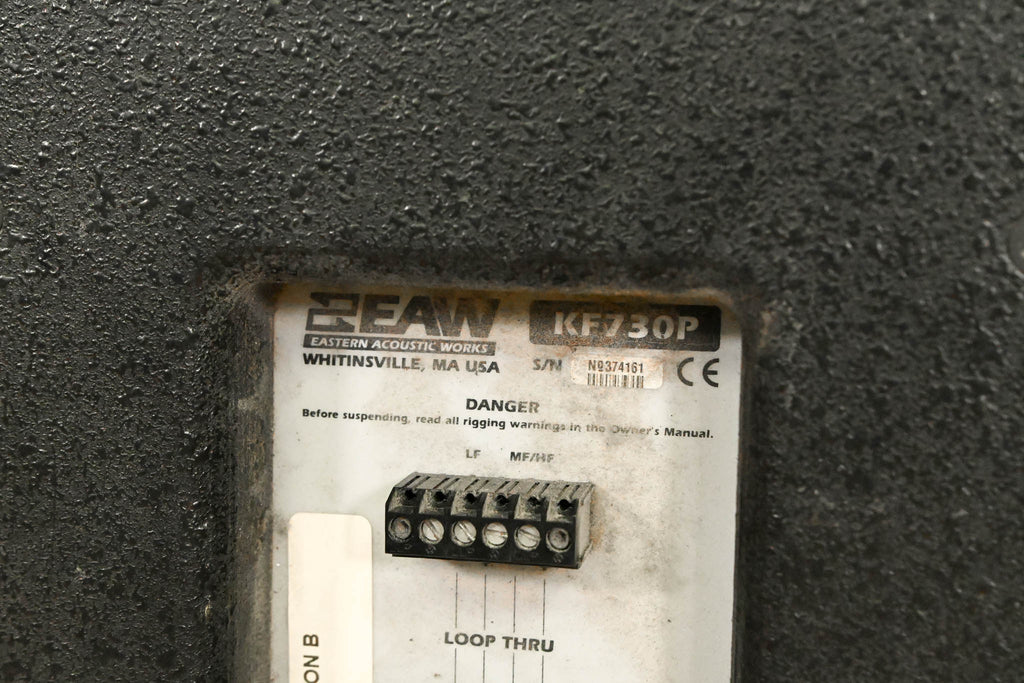 EAW KF730P
EASTERN ACOUSTIC WORKS
WHITINSVILLE, MA USA S/N Nº374161 CE
DANGER
Before suspending, read all rigging warnings in the Owner's Manual.
LF MF/HF
LOOP THRU
ON B